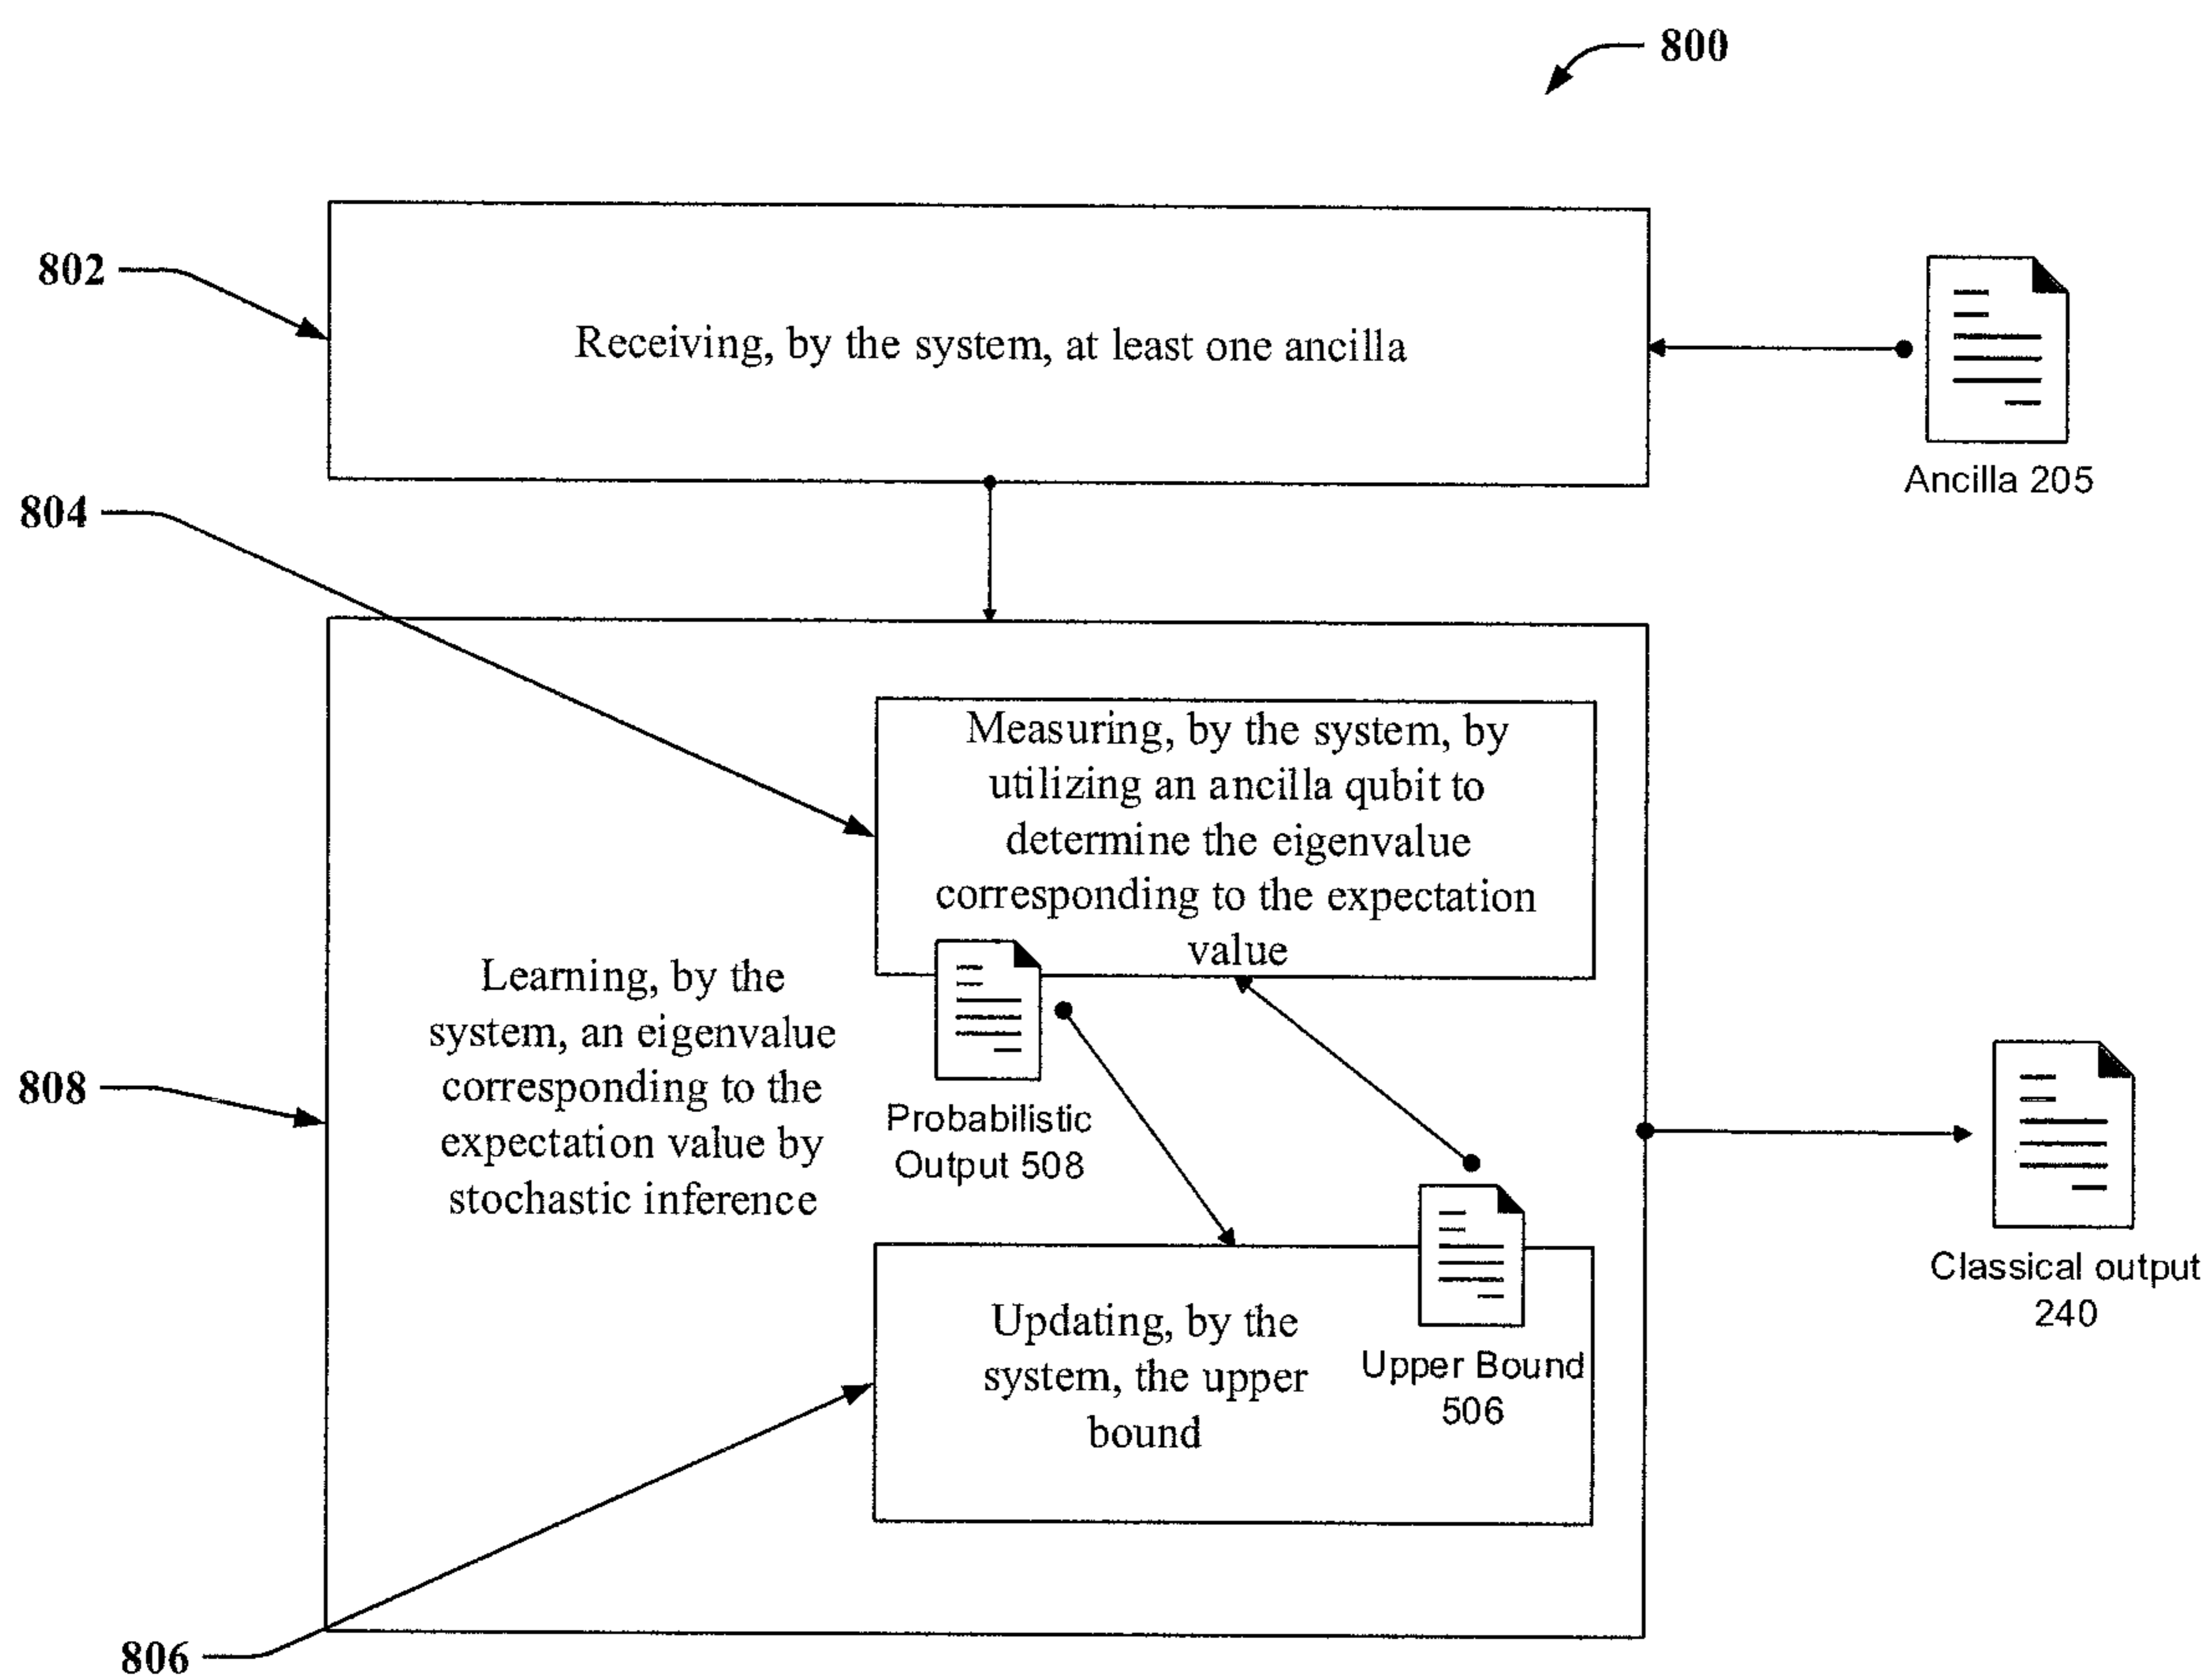 800
802
Receiving, by the system, at least one ancilla
Ancilla 205
804
Measuring, by the system, by
utilizing an ancilla qubit to
determine the eigenvalue
corresponding to the expectation
value
Learning, by the
system, an eigenvalue
corresponding to the
expectation value by
stochastic inference
808
Probabilistic
Output 508
Classical output
240
Updating, by the
system, the upper
bound
Upper Bound
506
806